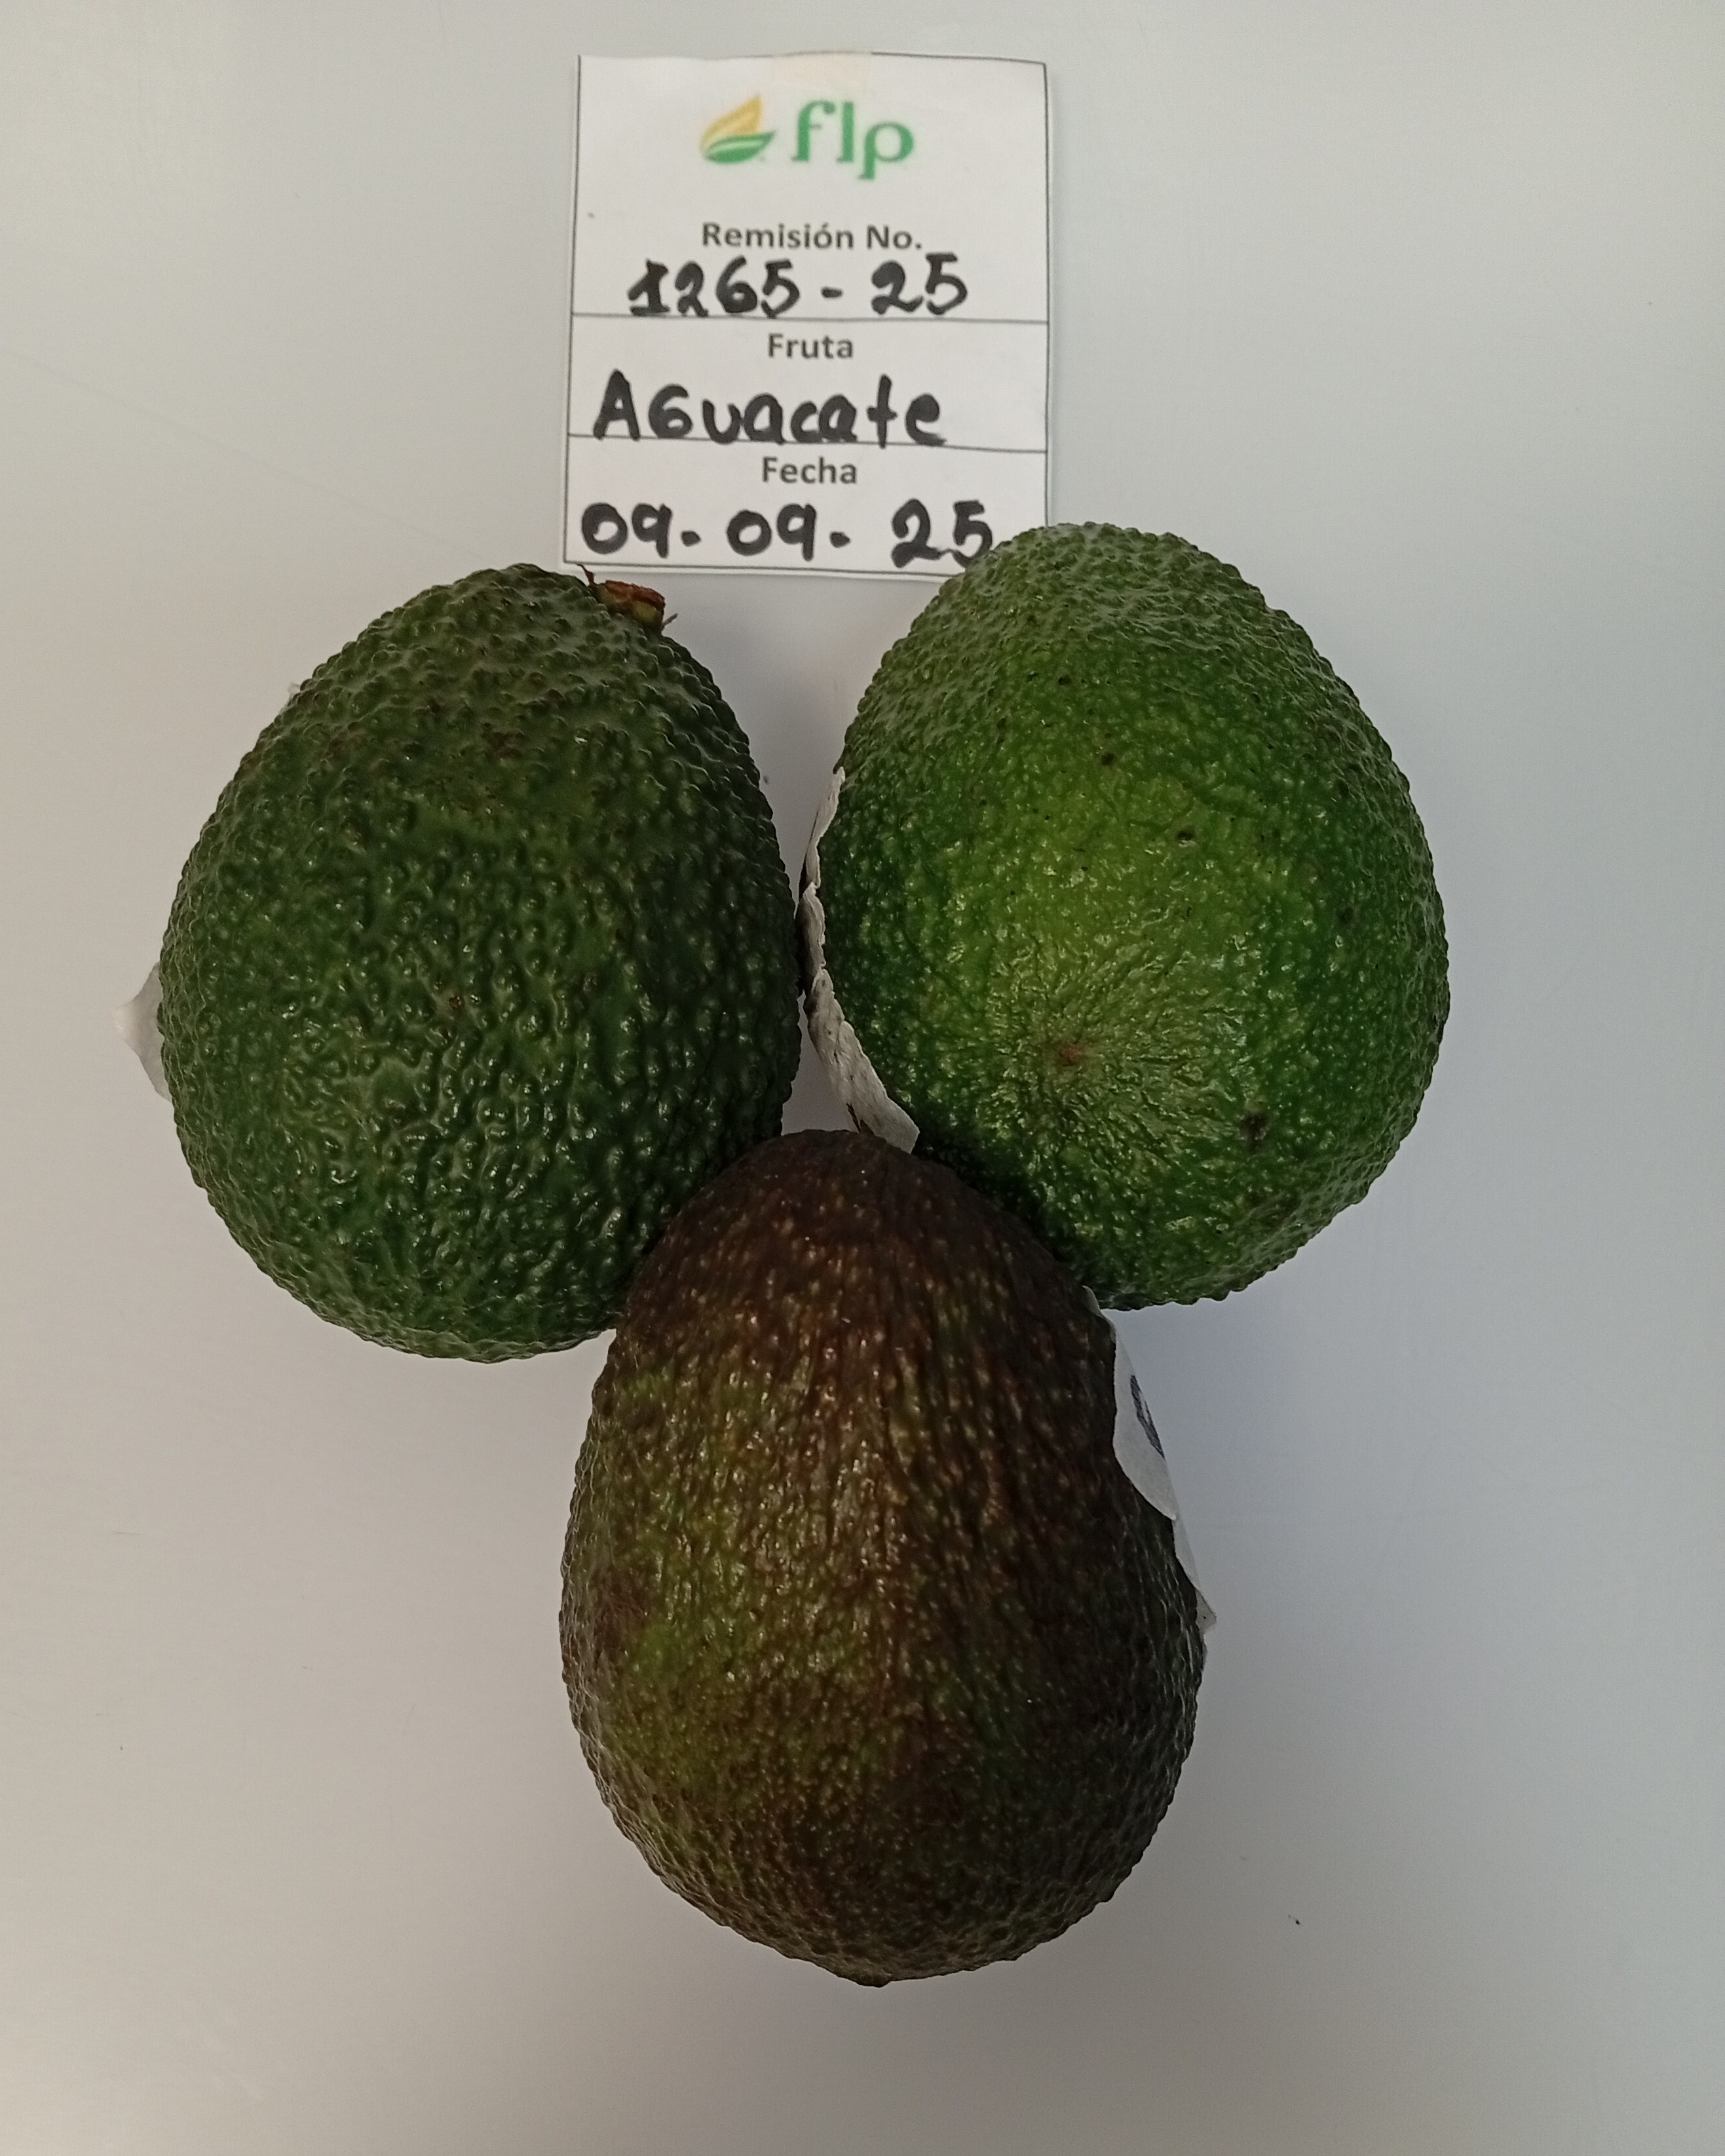 flp
Remisión No.
1265 - 25
Fruta
AGuacate
Fecha
09. 09. 25